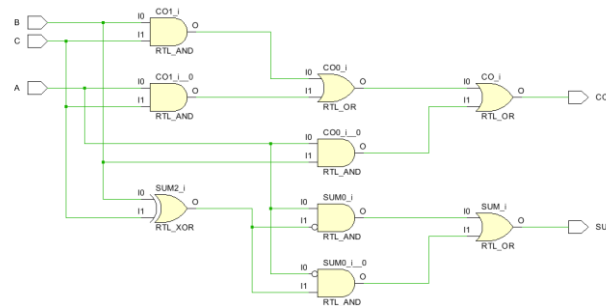 B
C
A
CO1_i
I0
I1
O
RTL_AND
CO1_i__0
I0
I1
O
RTL_AND
CO0_i
I0
I1
O
RTL_OR
CO_i
I0
I1
O
RTL_OR
CO
CO0_i__0
I0
I1
O
RTL_AND
SUM2_i
I0
I1
O
RTL_XOR
SUM0_i
I0
I1
O
RTL_AND
SUM_i
I0
I1
O
RTL_OR
SU
SUM0_i__0
I0
I1
O
RTL_AND